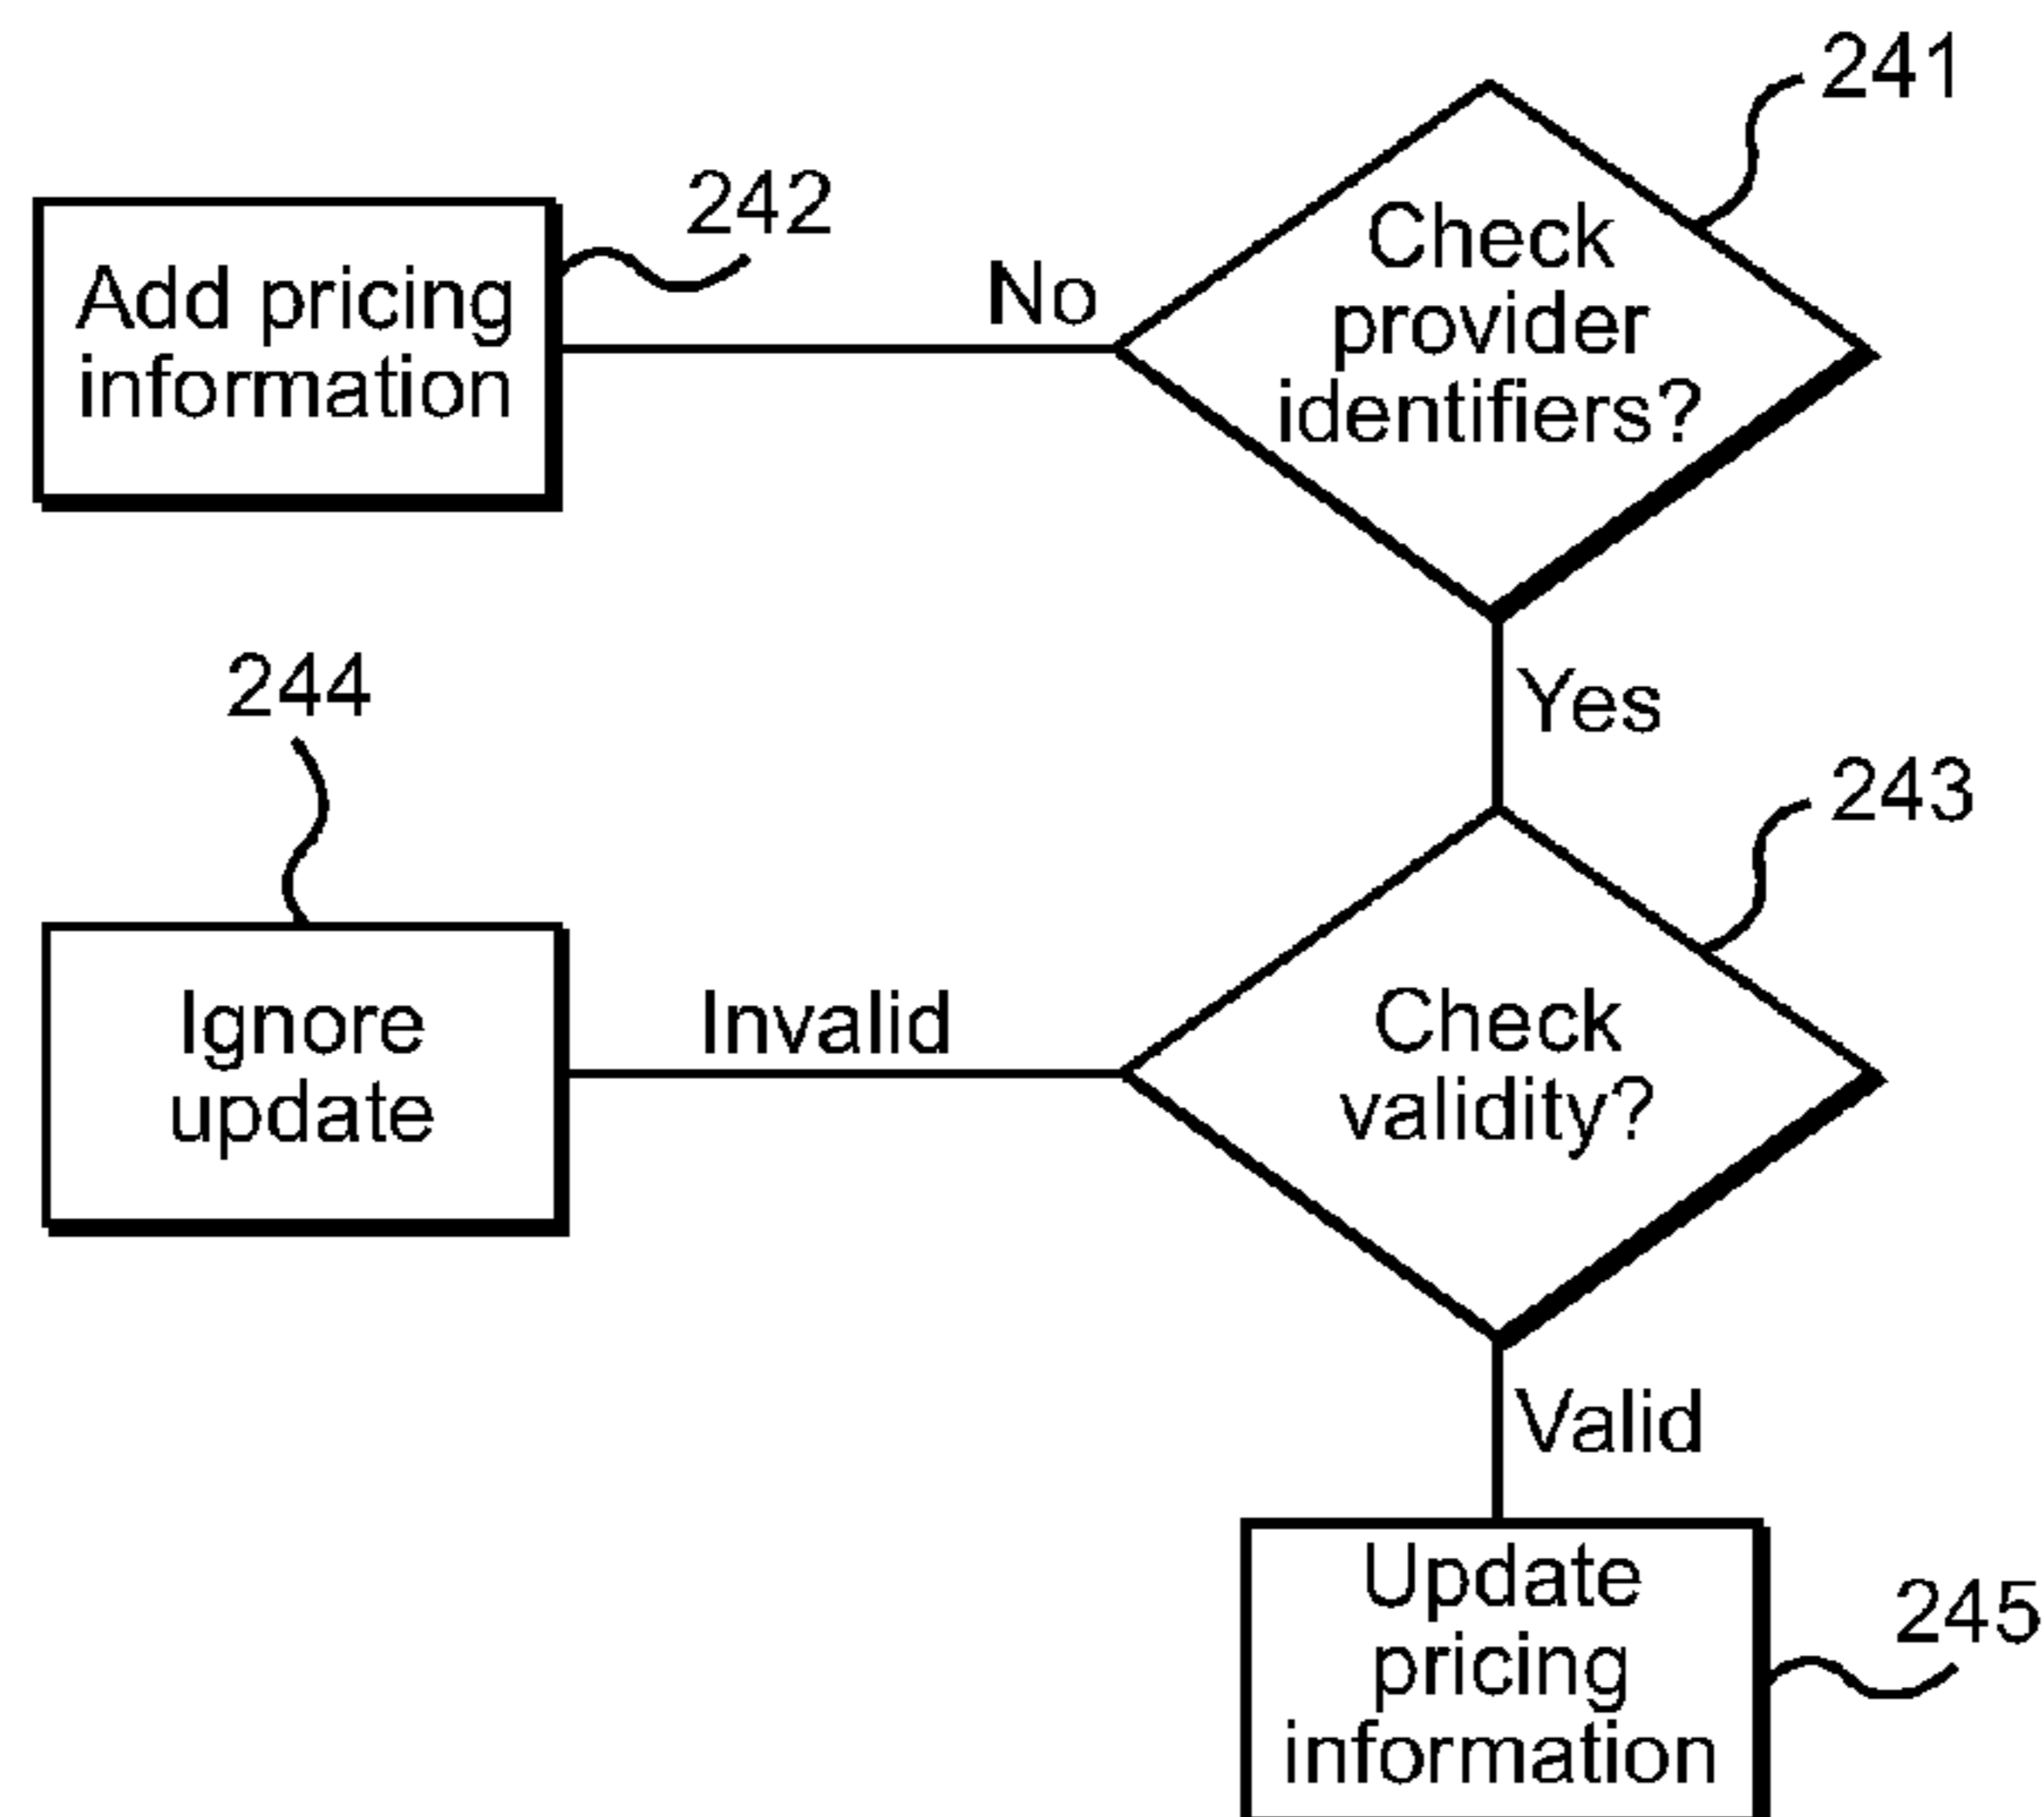 241
Check
provider
identifiers?
242
Add pricing
information
No
Yes
244
243
Ignore
update
Invalid
Check
validity?
Valid
Update
pricing
information
245